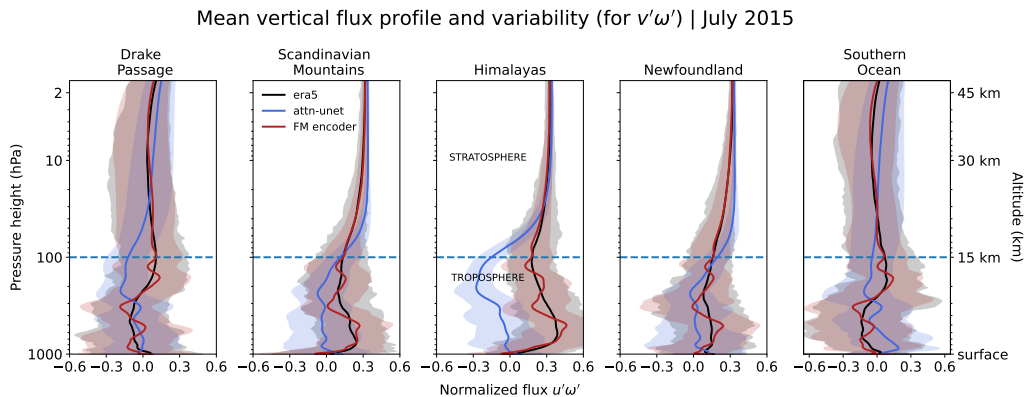 Mean vertical flux profile and variability (for v′ω′) | July 2015
Drake
Passage
Scandinavian
Mountains
Himalayas
Newfoundland
Southern
Ocean
Pressure height (hPa)
2
10
100
1000
era5
attn-unet
FM encoder
STRATOSPHERE
TROPOSPHERE
45 km
30 km
15 km
surface
Altitude (km)
−0.6 −0.3 0.0 0.3 0.6
−0.6 −0.3 0.0 0.3 0.6
−0.6 −0.3 0.0 0.3 0.6
−0.6 −0.3 0.0 0.3 0.6
−0.6 −0.3 0.0 0.3 0.6
Normalized flux u′ω′